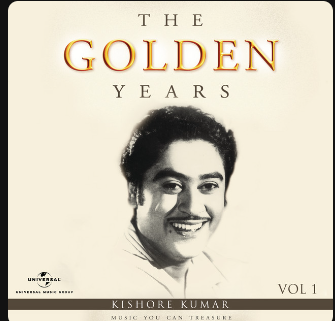 THE
GOLDEN
YEARS
UNIVERSAL
UNIVERSAL MUSIC GROUP
VOL 1
KISHORE KUMAR
MUSIC YOU CAN TREASURE